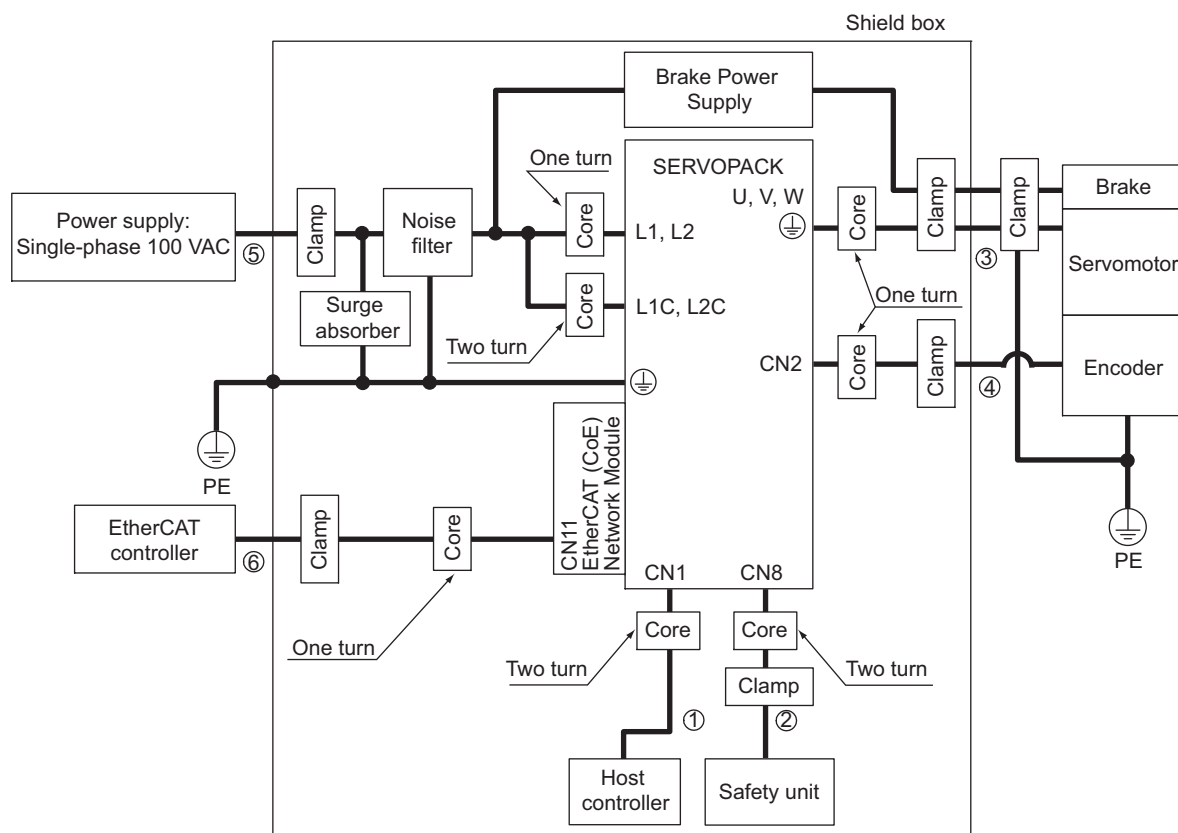 Shield box
Brake Power
Supply
One turn
SERVOPACK
U, V, W
Power supply:
Single-phase 100 VAC
⑤
Clamp
Noise
filter
Core
L1, L2
Core
Clamp
Clamp
③
Brake
Servomotor
Surge
absorber
Core
L1C, L2C
Two turn
One turn
CN2
Core
Clamp
④
Encoder
PE
CN11
EtherCAT (CoE)
Network Module
EtherCAT
controller
⑥
Clamp
Core
One turn
PE
CN1
CN8
Core
Core
Two turn
Two turn
Clamp
①
②
Host
controller
Safety unit